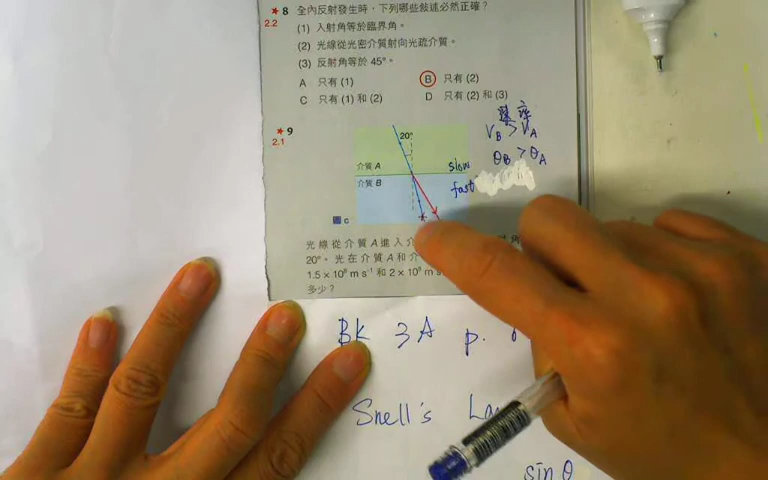 ★8 全內反射發生時，下列哪些敍述必然正確？
2.2
(1) 入射角等於臨界角。
(2) 光線從光密介質射向光疏介質。
(3) 反射角等於 45°。
A 只有 (1) B 只有 (2)
C 只有 (1) 和 (2) D 只有 (2) 和 (3)
★9
2.1
速率
V_B > V_A
θ_B > θ_A
20°
介質 A slow
介質 B fast
圖 c
光線從介質 A 進入介
20°。光在介質 A 和介
1.5 × 10⁸ m s⁻¹ 和 2 × 10⁸ m s
多少？
BK 3A p.
Snell's La
sin θ